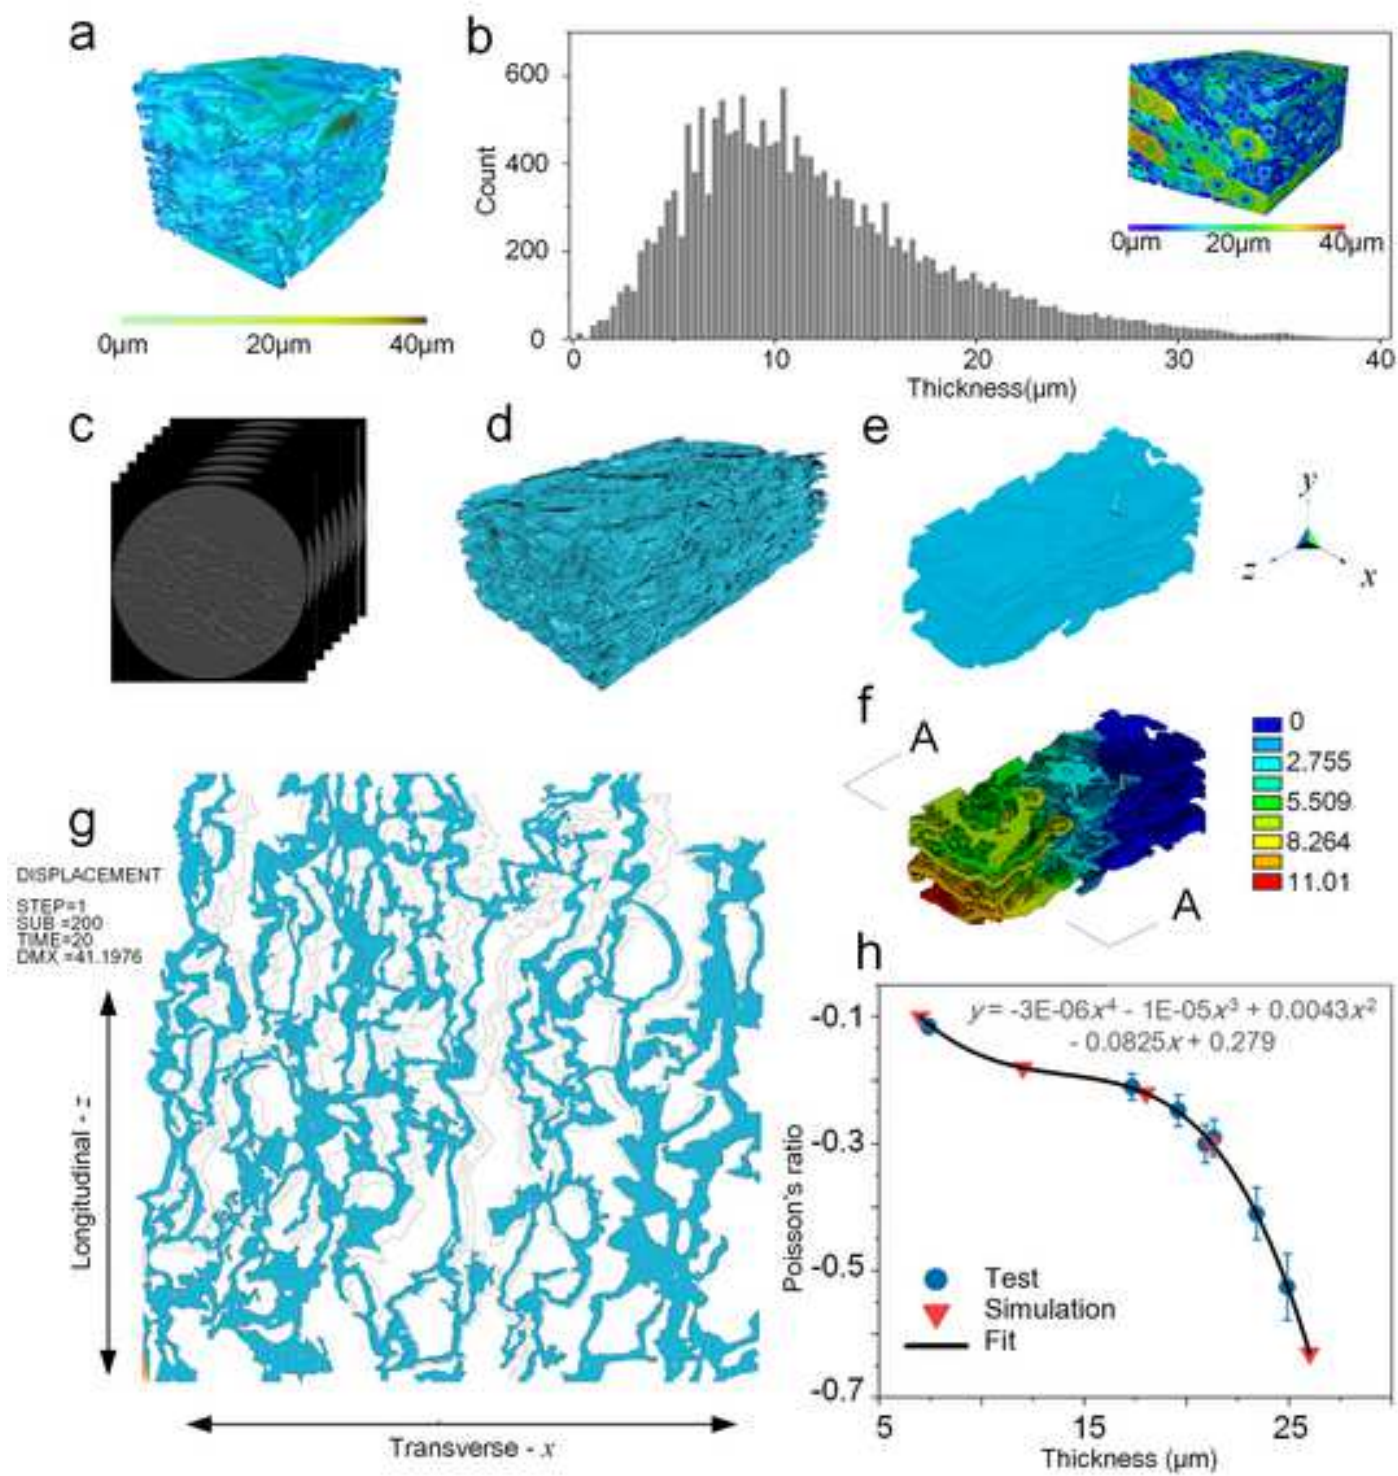 a
0μm 20μm 40μm
b
600
400
200
0
Count
0 10 20 30 40
Thickness(μm)
0μm 20μm 40μm
c
d
e
y
z
x
f
A
A
0
2.755
5.509
8.264
11.01
g
DISPLACEMENT
STEP=1
SUB =200
TIME=20
DMX =41.1976
Longitudinal - z
Transverse - x
h
y = -3E-06x⁴ - 1E-05x³ + 0.0043x²
- 0.0825x + 0.279
-0.1
-0.3
-0.5
-0.7
Poisson's ratio
Test
Simulation
Fit
5 15 25
Thickness (μm)